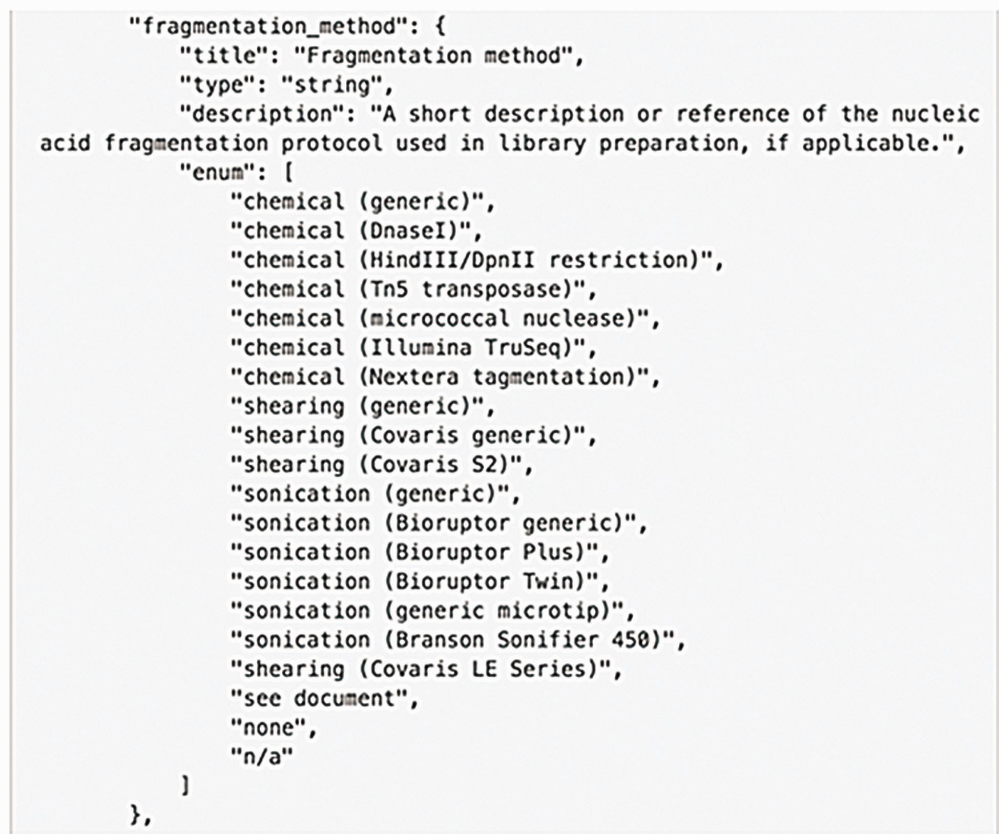 "fragmentation_method": {
"title": "Fragmentation method",
"type": "string",
"description": "A short description or reference of the nucleic
acid fragmentation protocol used in library preparation, if applicable.",
"enum": [
"chemical (generic)",
"chemical (DnaseI)",
"chemical (HindIII/DpnII restriction)",
"chemical (Tn5 transposase)",
"chemical (micrococcal nuclease)",
"chemical (Illumina TruSeq)",
"chemical (Nextera tagmentation)",
"shearing (generic)",
"shearing (Covaris generic)",
"shearing (Covaris S2)",
"sonication (generic)",
"sonication (Bioruptor generic)",
"sonication (Bioruptor Plus)",
"sonication (Bioruptor Twin)",
"sonication (generic microtip)",
"sonication (Branson Sonifier 450)",
"shearing (Covaris LE Series)",
"see document",
"none",
"n/a"
]
},